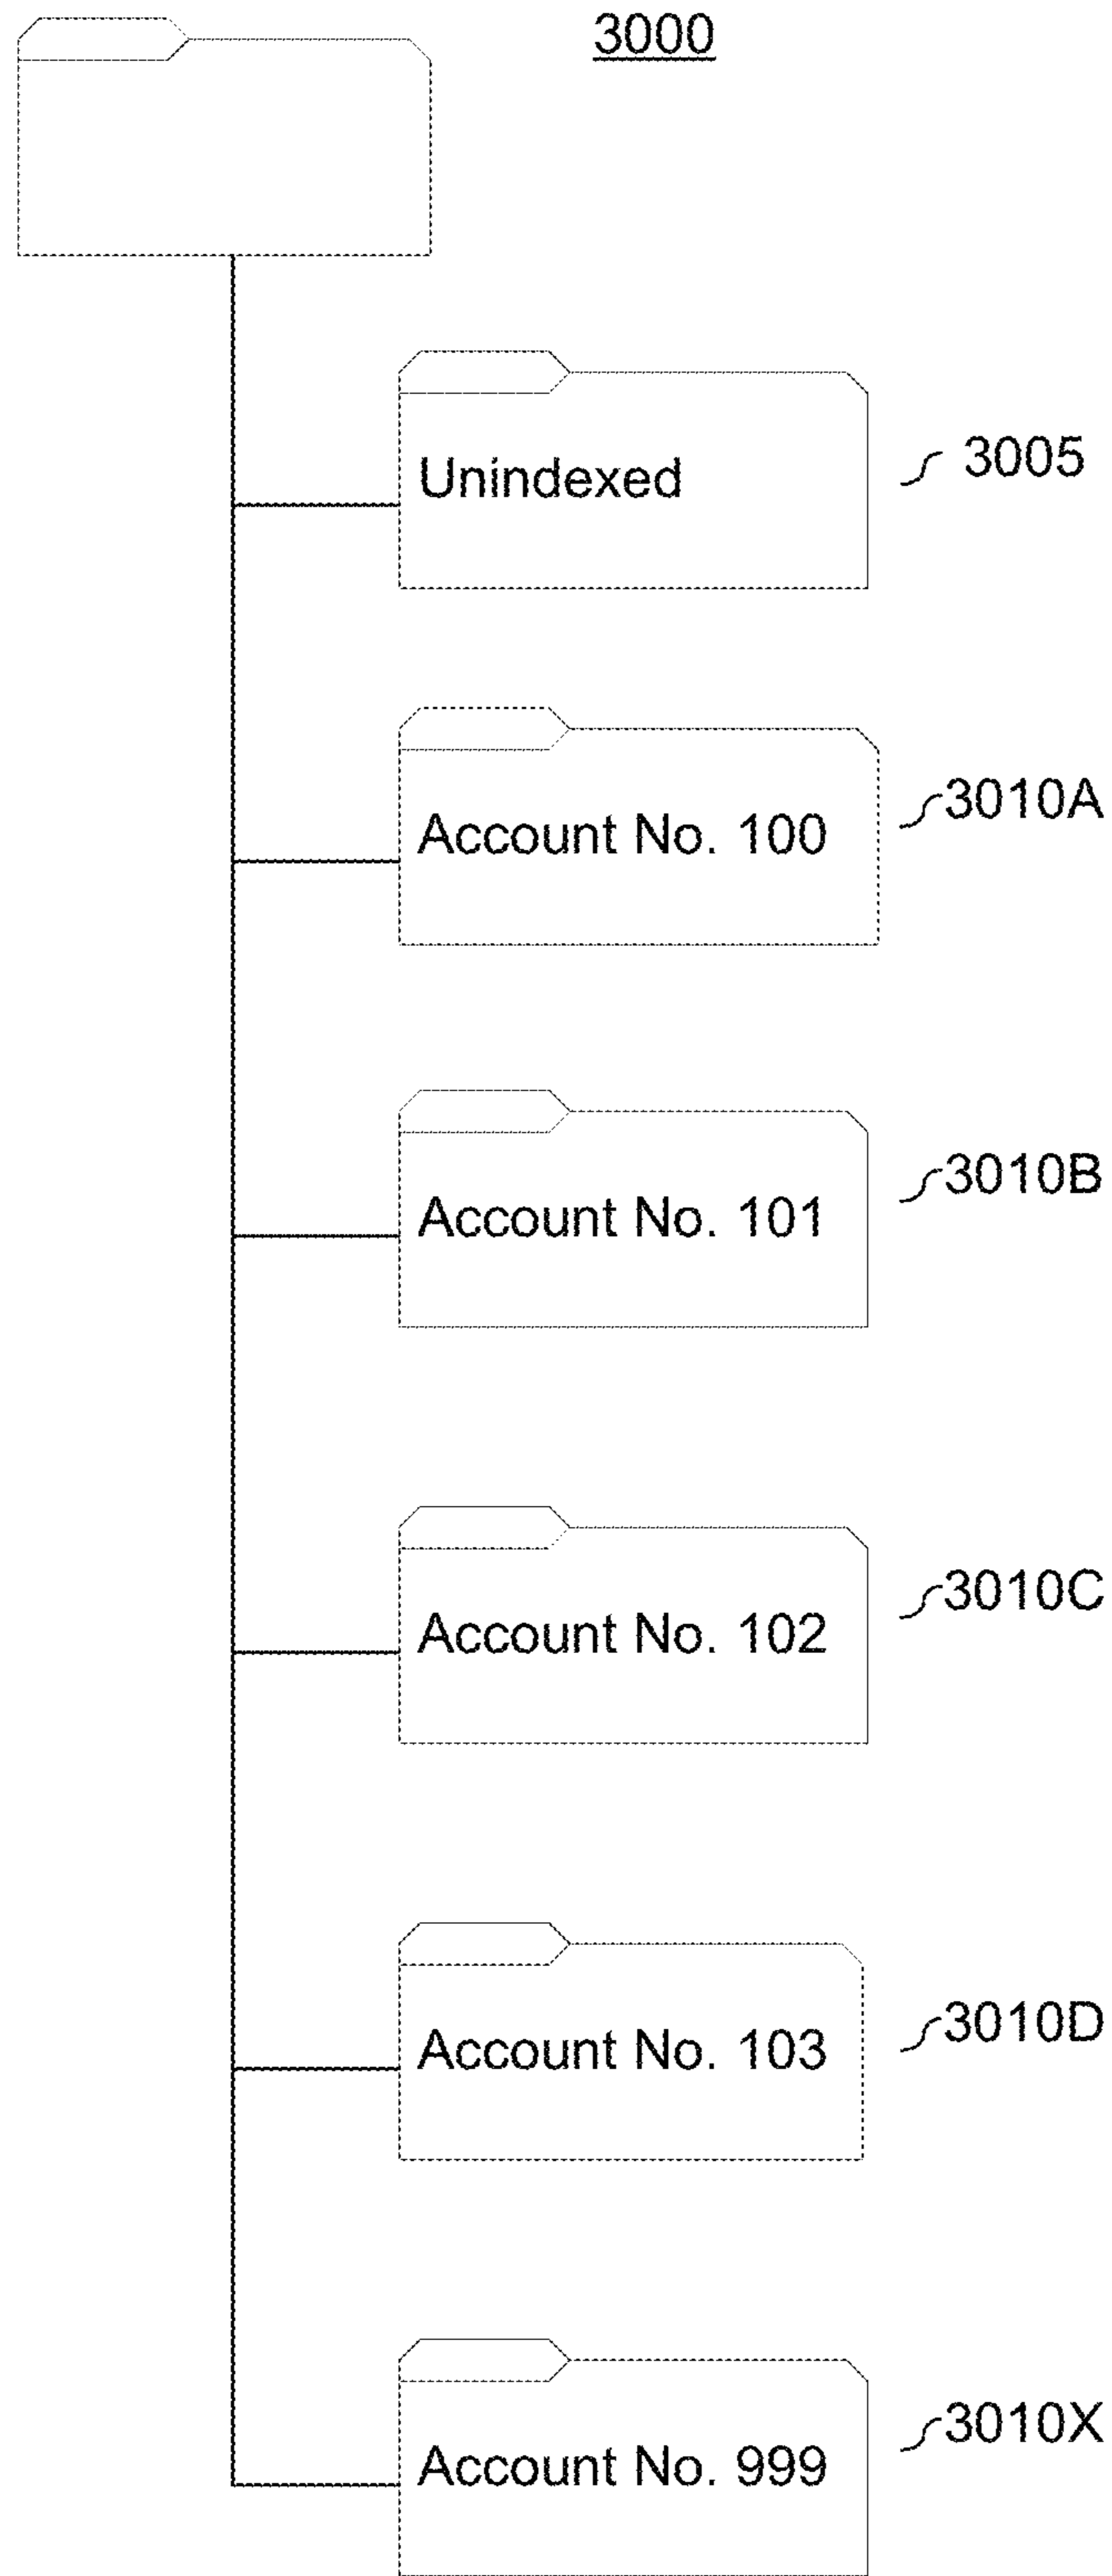 3000
Unindexed
3005
Account No. 100
3010A
Account No. 101
3010B
Account No. 102
3010C
Account No. 103
3010D
Account No. 999
3010X